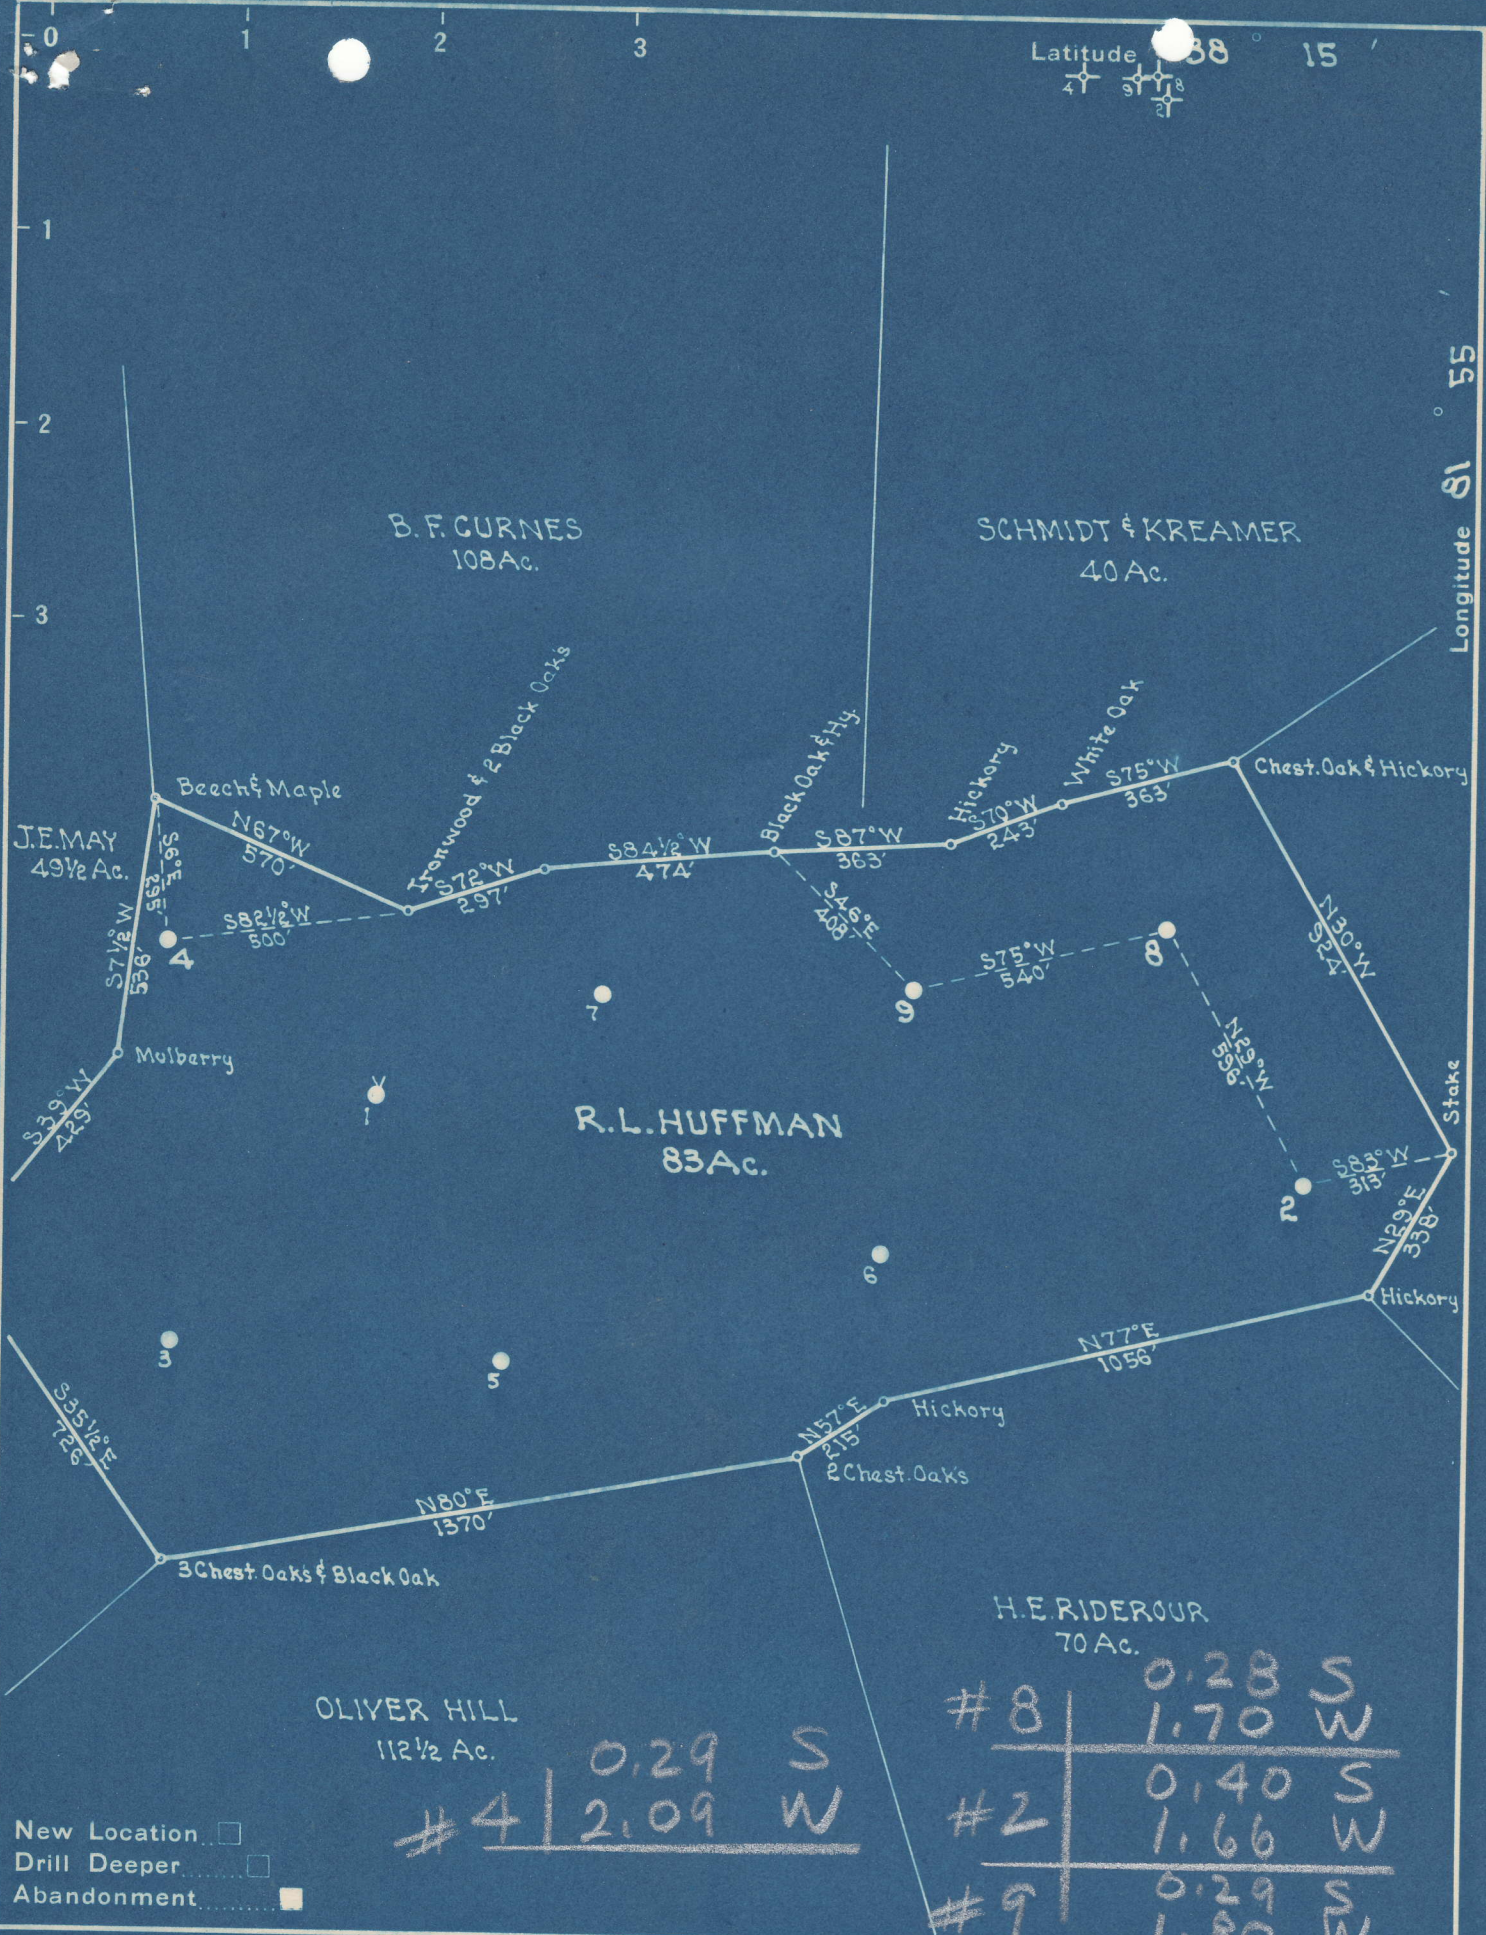 0
1
2
3
Latitude 38° 15'
4
9
8
2
1
2
3
Longitude 81° 55'
B. F. CURNES
108 Ac.
SCHMIDT & KREAMER
40 Ac.
Ironwood & 2 Black Oaks
Black Oak & Hy.
Hickory
White Oak
Chest. Oak & Hickory
Beech & Maple
J.E. MAY
49½ Ac.
N67°W
570'
S72°W
297'
S84½°W
474'
S87°W
363'
S70°W
243'
S75°W
363'
S6°E
295'
S82½°W
500'
4
S7½°W
536'
S46°E
408'
S75°W
540'
8
9
7
N30°W
924'
N29°W
596'
Mulberry
1
S39°W
429'
R.L. HUFFMAN
83 Ac.
Stake
S83°W
313'
2
N29°E
338'
6
Hickory
3
5
N77°E
1056'
S35½°E
726'
N57°E
215'
Hickory
2 Chest. Oaks
N80°E
1370'
3 Chest. Oaks & Black Oak
H.E. RIDEROUR
70 Ac.
OLIVER HILL
112½ Ac.
#4 0.29 S
2.09 W
#8 0.28 S
1.70 W
#2 0.40 S
1.66 W
#9 0.29 S
W
New Location
Drill Deeper
Abandonment